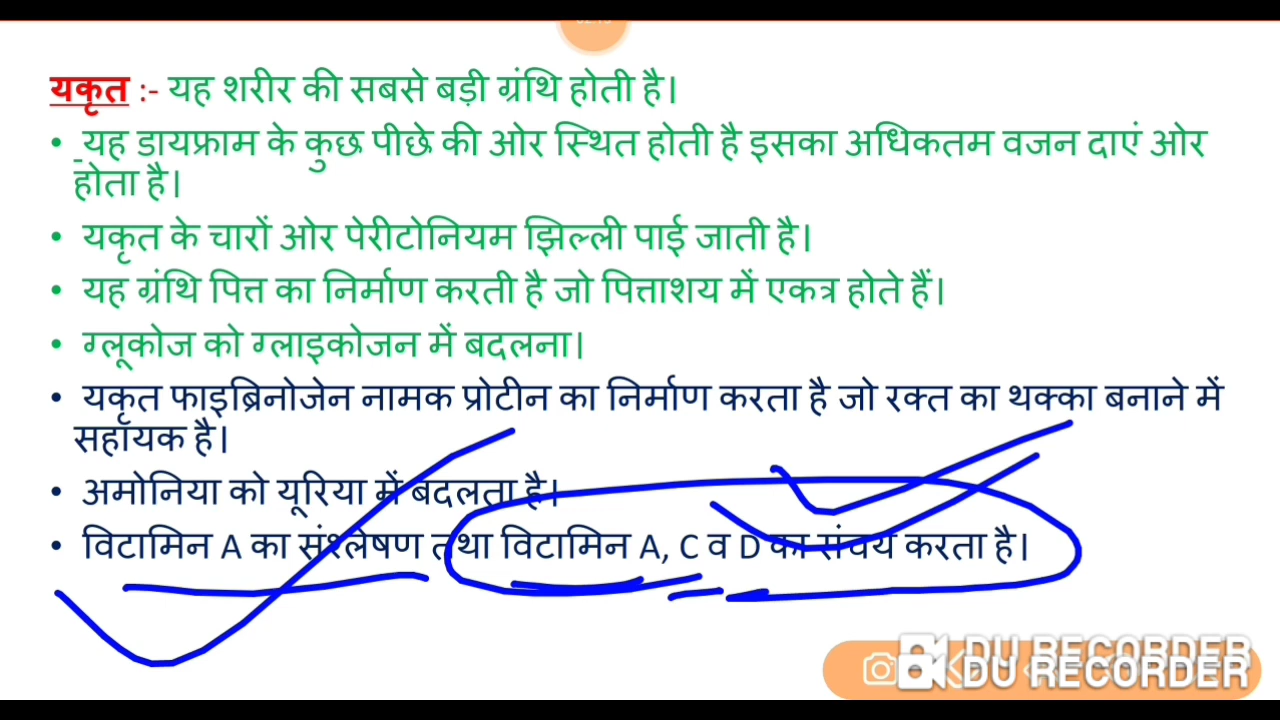 यकृत :- यह शरीर की सबसे बड़ी ग्रंथि होती है।
• यह डायफ्राम के कुछ पीछे की ओर स्थित होती है इसका अधिकतम वजन दाएं ओर
होता है।
• यकृत के चारों ओर पेरीटोनियम झिल्ली पाई जाती है।
• यह ग्रंथि पित्त का निर्माण करती है जो पित्ताशय में एकत्र होते हैं।
• ग्लूकोज को ग्लाइकोजन में बदलना।
• यकृत फाइब्रिनोजेन नामक प्रोटीन का निर्माण करता है जो रक्त का थक्का बनाने में
सहायक है।
• अमोनिया को यूरिया में बदलता है।
• विटामिन A का संश्लेषण तथा विटामिन A, C व D का संचय करता है।
DU RECORDER
DU RECORDER